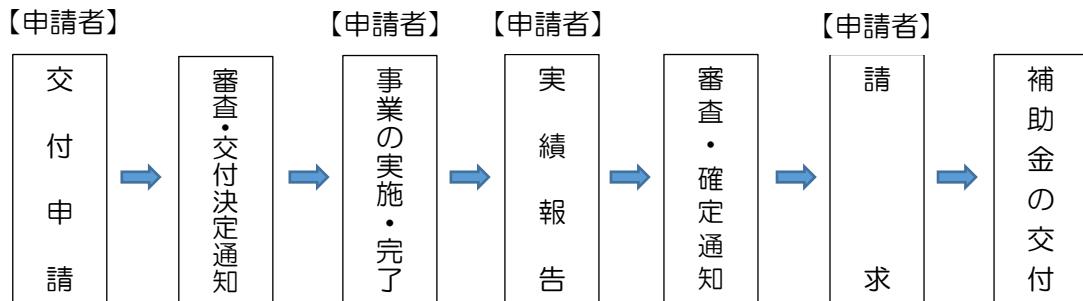 【申請者】
交付申請
審査・交付決定通知
【申請者】
事業の実施・完了
【申請者】
実績報告
審査・確定通知
【申請者】
請求
補助金の交付